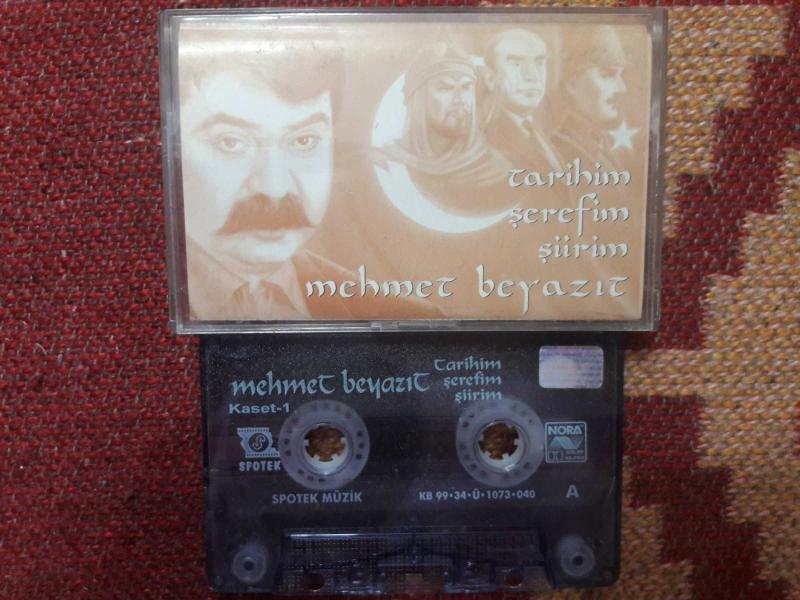 tarihim
şerefim
şiirim
mehmet beyazıt
mehmet beyazıt
tarihim
şerefim
şiirim
Kaset-1
SPOTEK
NORA
SPOTEK MÜZİK
KB 99•34•Ü•1073•040
A